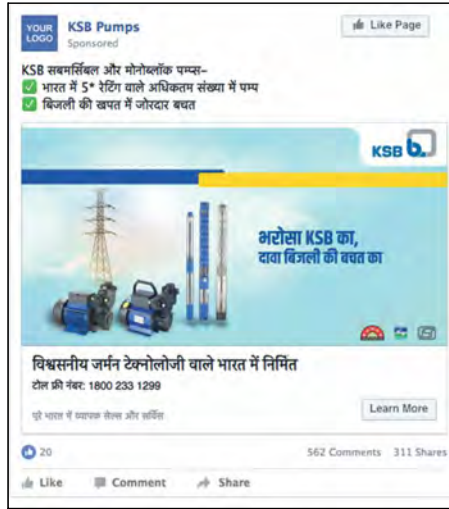 YOUR LOGO
KSB Pumps
Like Page
Sponsored
KSB सबमर्सिबल और मोनोब्लॉक पम्प्स–
भारत में 5* रेटिंग वाले अधिकतम संख्या में पम्प
बिजली की खपत में जोरदार बचत
KSB b.
भरोसा KSB का,
दावा बिजली की बचत का
विश्वसनीय जर्मन टेक्नोलोजी वाले भारत में निर्मित
टोल फ्री नंबर: 1800 233 1299
पूरे भारत में व्यापक सेल्स और सर्विस
Learn More
20
562 Comments 311 Shares
Like Comment Share